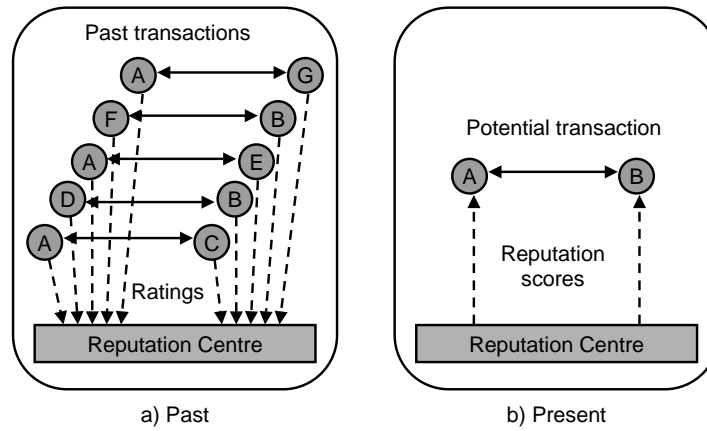 Past transactions
A G
F B
A E
D B
A C
Ratings
Reputation Centre
a) Past
Potential transaction
A B
Reputation
scores
Reputation Centre
b) Present